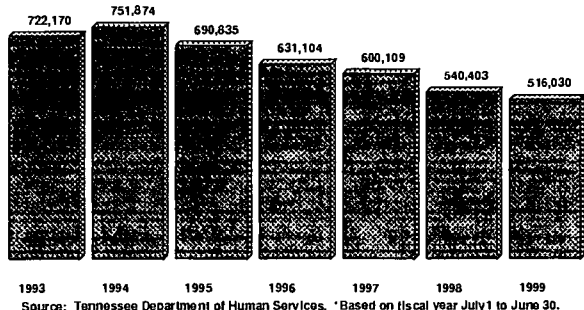 722,170 751,874 690,835 631,104 600,109 540,403 516,030
1993 1994 1995 1996 1997 1998 1999
Source: Tennessee Department of Human Services. *Based on fiscal year July1 to June 30.